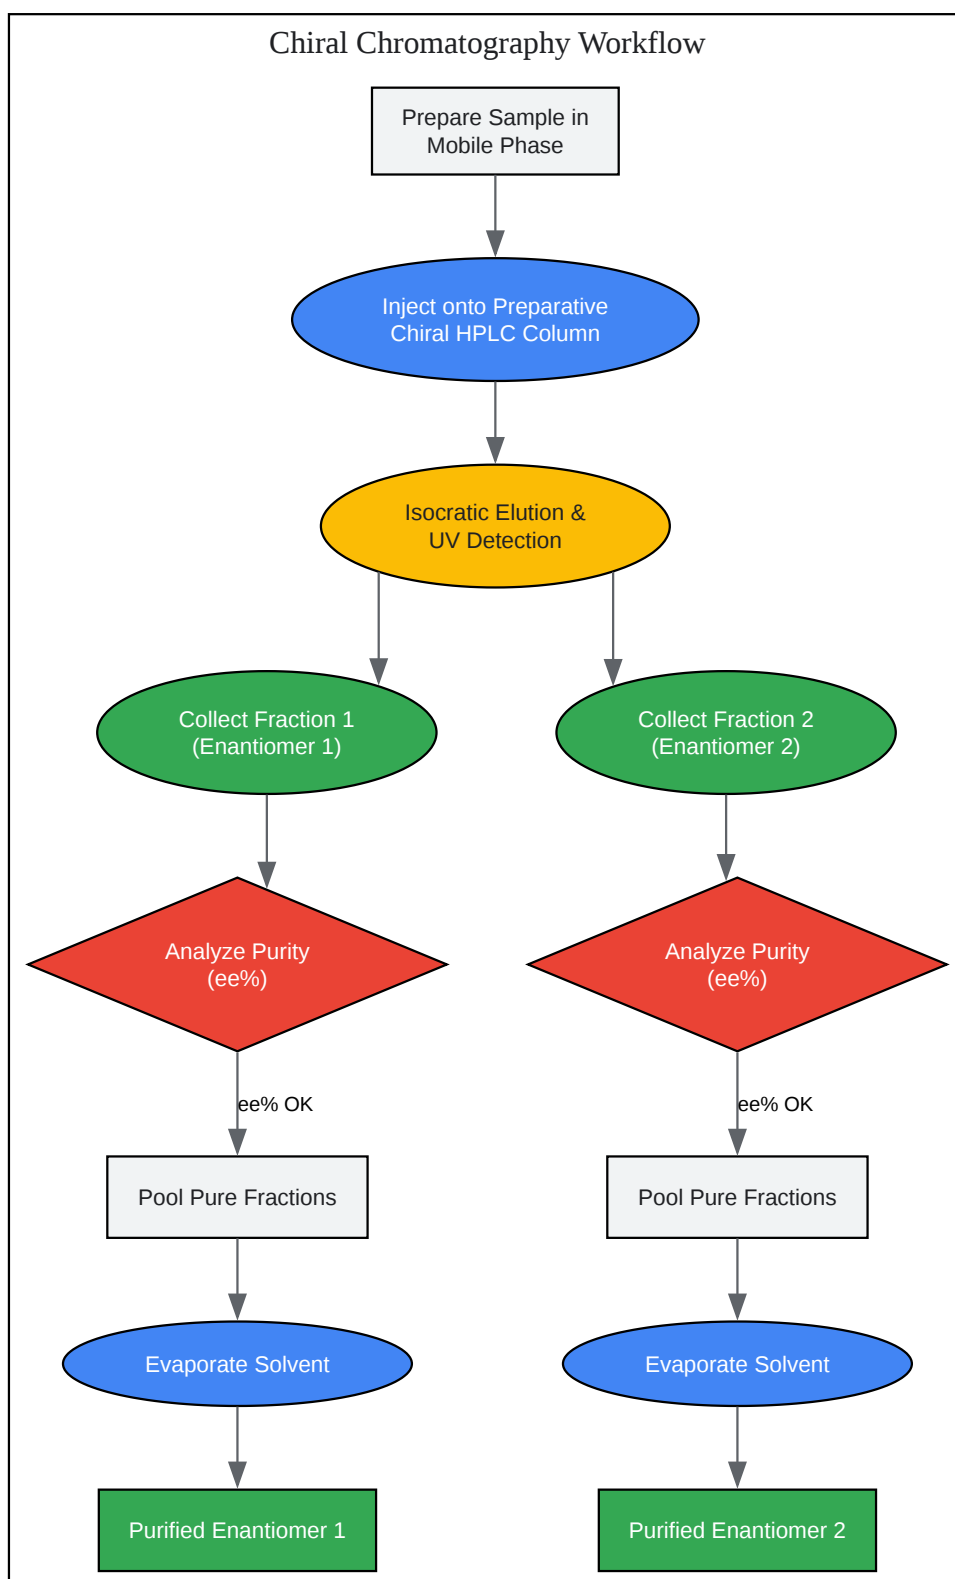 Chiral Chromatography Workflow
Prepare Sample in
Mobile Phase
Inject onto Preparative
Chiral HPLC Column
Isocratic Elution &
UV Detection
Collect Fraction 1
(Enantiomer 1)
Collect Fraction 2
(Enantiomer 2)
Analyze Purity
(ee%)
Analyze Purity
(ee%)
ee% OK
ee% OK
Pool Pure Fractions
Pool Pure Fractions
Evaporate Solvent
Evaporate Solvent
Purified Enantiomer 1
Purified Enantiomer 2